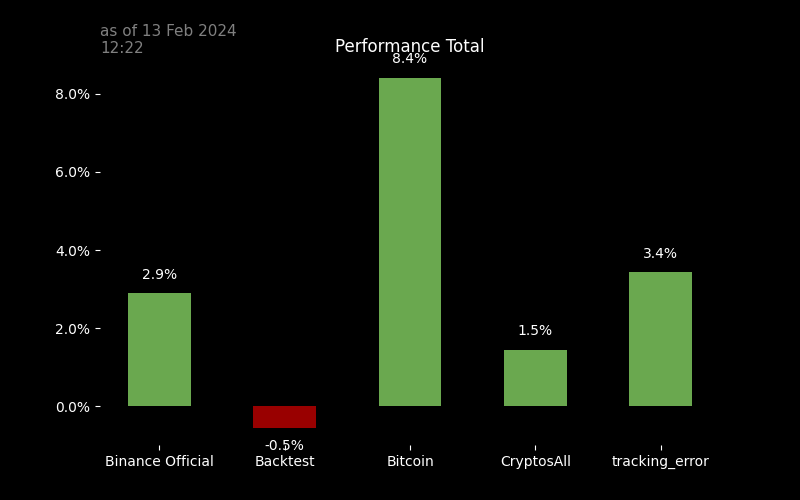 as of 13 Feb 2024
12:22
Performance Total
8.4%
8.0%
6.0%
4.0%
3.4%
2.9%
2.0%
1.5%
0.0%
-0.5%
Binance Official
Backtest
Bitcoin
CryptosAll
tracking_error